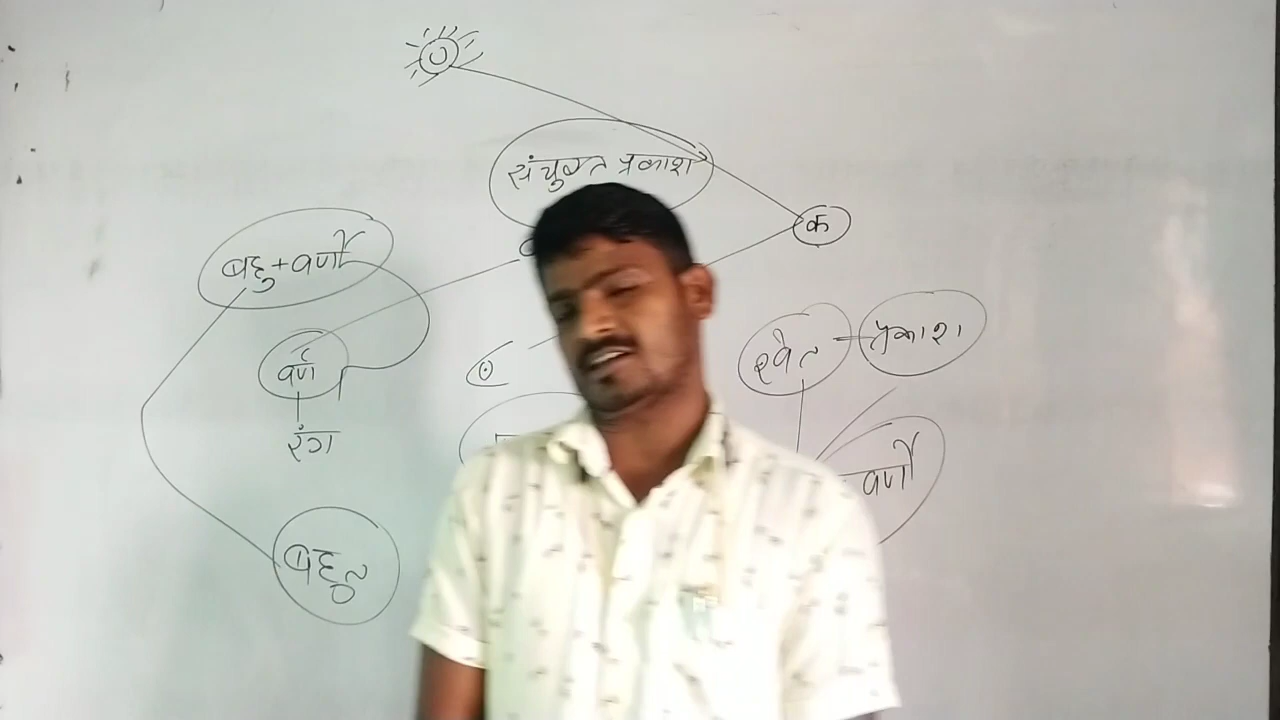 संयुक्त प्रकाश
क
बहु+वर्णी
श्वेत
प्रकाश
वर्ण
रंग
वर्णी
बहुत